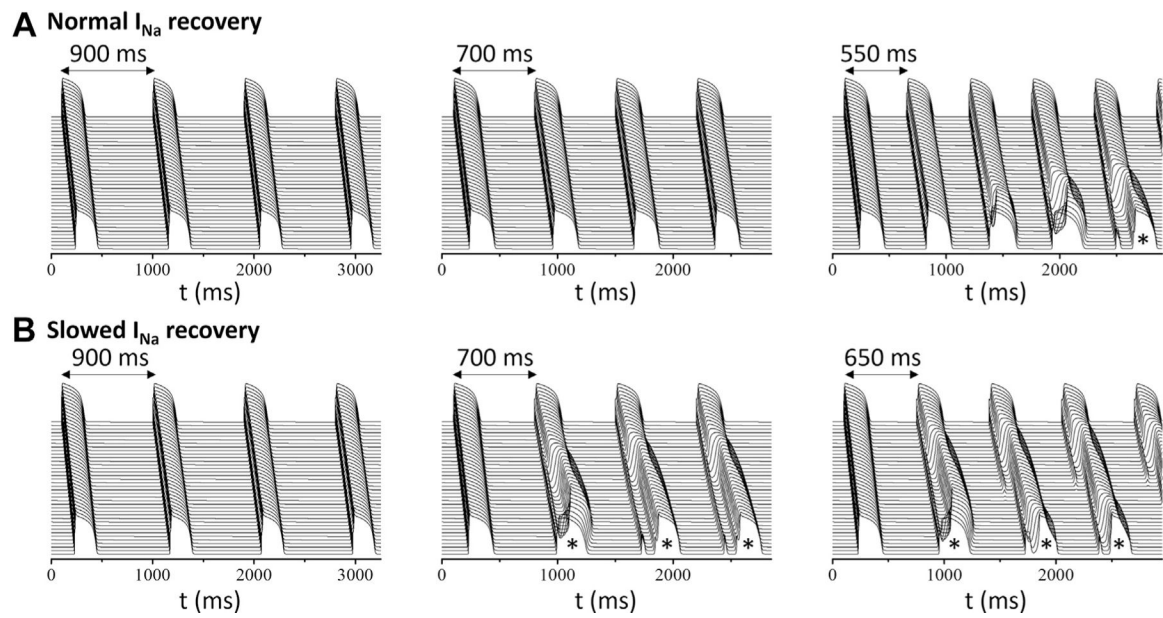 A Normal INa recovery
900 ms 700 ms 550 ms
0 1000 2000 3000 0 1000 2000 0 1000 2000
*
t (ms) t (ms) t (ms)
B Slowed INa recovery
900 ms 700 ms 650 ms
* * * * * *
0 1000 2000 3000 0 1000 2000 0 1000 2000
t (ms) t (ms) t (ms)